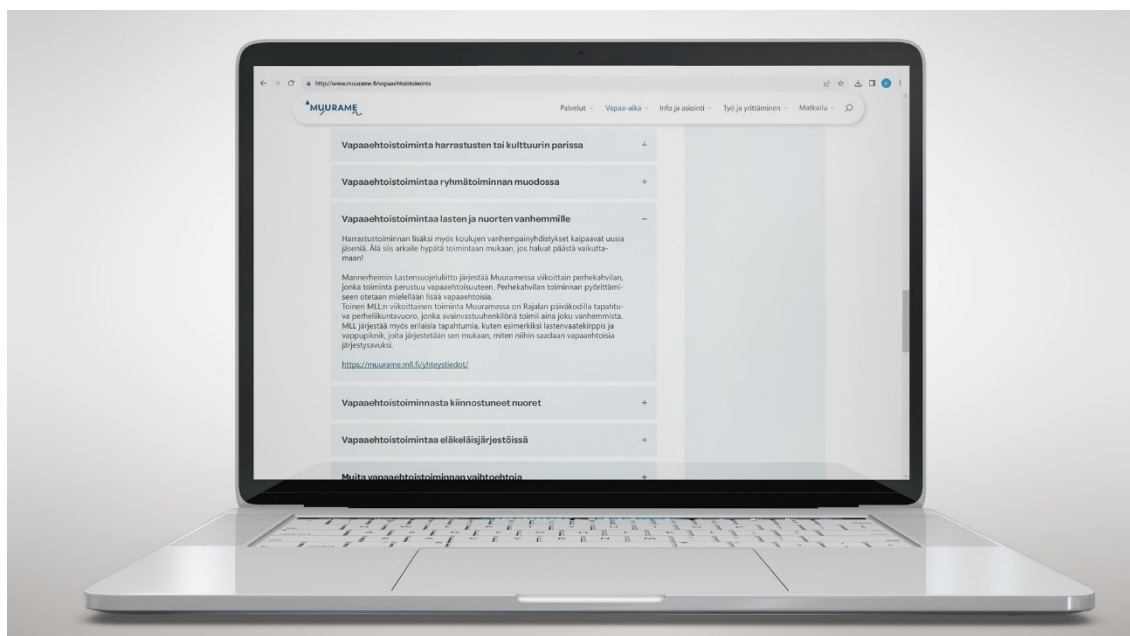 http://www.muurame.fi/vapaaehtoistoiminta
MUURAME
Palvelut
Vapaa-aika
Info ja asiointi
Työ ja yrittäminen
Matkailu
Vapaaehtoistoiminta harrastusten tai kulttuurin parissa
Vapaaehtoistoimintaa ryhmätoiminnan muodossa
Vapaaehtoistoimintaa lasten ja nuorten vanhemmille
Harrastustoiminnan lisäksi myös koulujen vanhempainyhdistykset kaipaavat uusia
jäseniä. Älä siis arkaile hypätä toimintaan mukaan, jos haluat päästä vaikutta-
maan!
Mannerheimin Lastensuojeluliitto järjestää Muuramessa viikoittain perhekahvilan,
jonka toiminta perustuu vapaaehtoisuuteen. Perhekahvilan toiminnan pyörittämi-
seen otetaan mielellään lisää vapaaehtoisia.
Toinen MLL:n viikoittainen toiminta Muuramessa on Rajalan päiväkodilla tapahtu-
va perheliikuntavuoro, jonka avainvastuuhenkilönä toimii aina joku vanhemmista.
MLL järjestää myös erilaisia tapahtumia, kuten esimerkiksi lastenvaatekirppis ja
vappupiknik, joita järjestetään sen mukaan, miten niihin saadaan vapaaehtoisia
järjestysavuksi.
https://muurame.mll.fi/yhteystiedot/
Vapaaehtoistoiminnasta kiinnostuneet nuoret
Vapaaehtoistoimintaa eläkeläisjärjestöissä
Muita vapaaehtoistoiminnan vaihtoehtoja